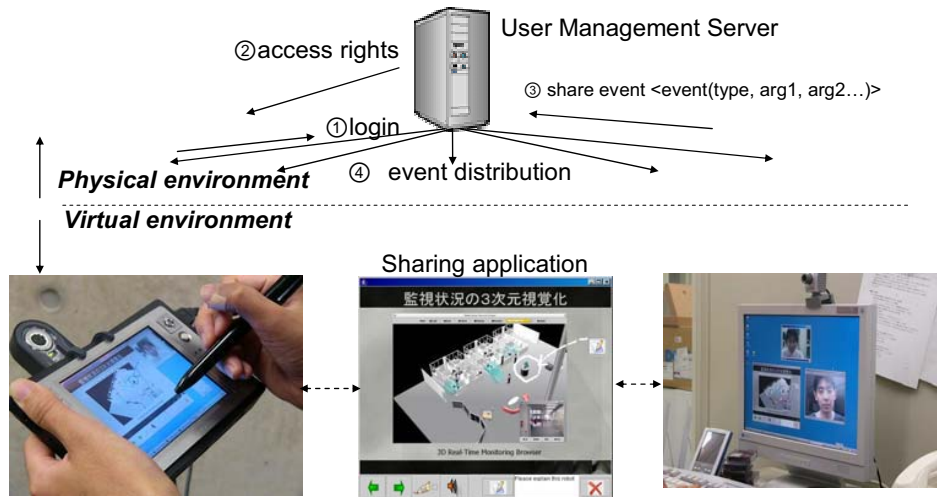 User Management Server
②access rights
③ share event <event(type, arg1, arg2…)>
①login
④ event distribution
Physical environment
Virtual environment
Sharing application
監視状況の3次元視覚化
3D Real-Time Monitoring Browser
Please explain this robot